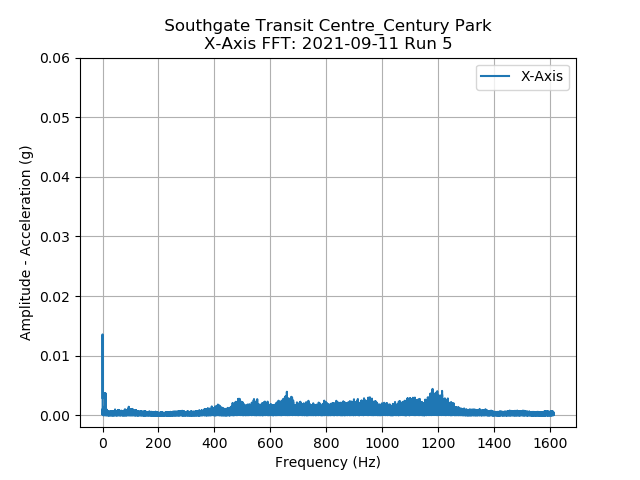 Southgate Transit Centre_Century Park
X-Axis FFT: 2021-09-11 Run 5
X-Axis
0.06
0.05
0.04
0.03
0.02
0.01
0.00
Amplitude - Acceleration (g)
0 200 400 600 800 1000 1200 1400 1600
Frequency (Hz)